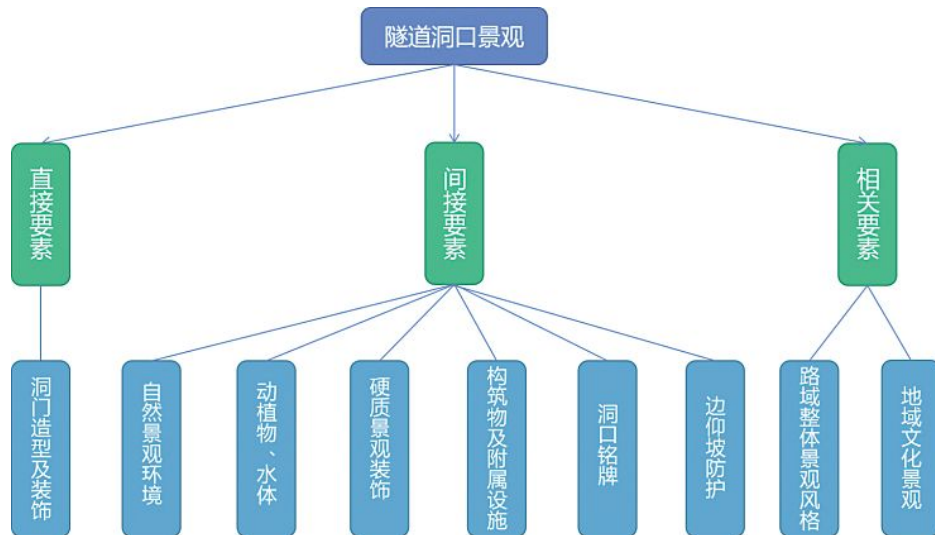 隧道洞口景观
直接要素
间接要素
相关要素
洞门造型及装饰
自然景观环境
动植物、水体
硬质景观装饰
构筑物及附属设施
洞口铭牌
边仰坡防护
路域整体景观风格
地域文化景观